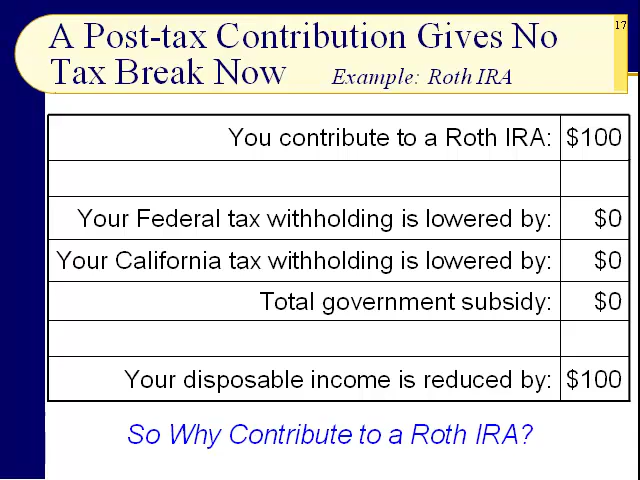 17
A Post-tax Contribution Gives No
Tax Break Now Example: Roth IRA
You contribute to a Roth IRA: $100
Your Federal tax withholding is lowered by: $0
Your California tax withholding is lowered by: $0
Total government subsidy: $0
Your disposable income is reduced by: $100
So Why Contribute to a Roth IRA?